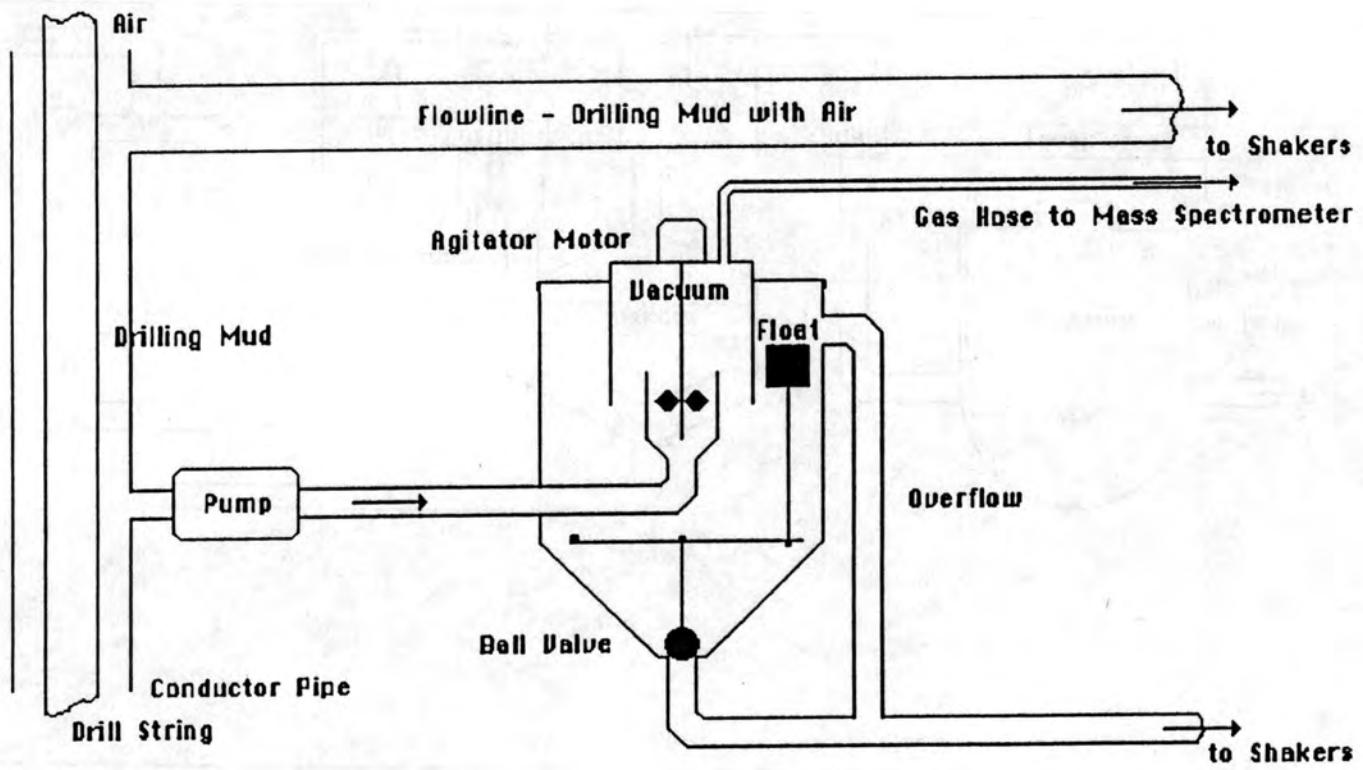 Air
Flowline - Drilling Mud with Air
to Shakers
Gas Hose to Mass Spectrometer
Agitator Motor
Vacuum
Float
Drilling Mud
Pump
Overflow
Ball Valve
Conductor Pipe
Drill String
to Shakers